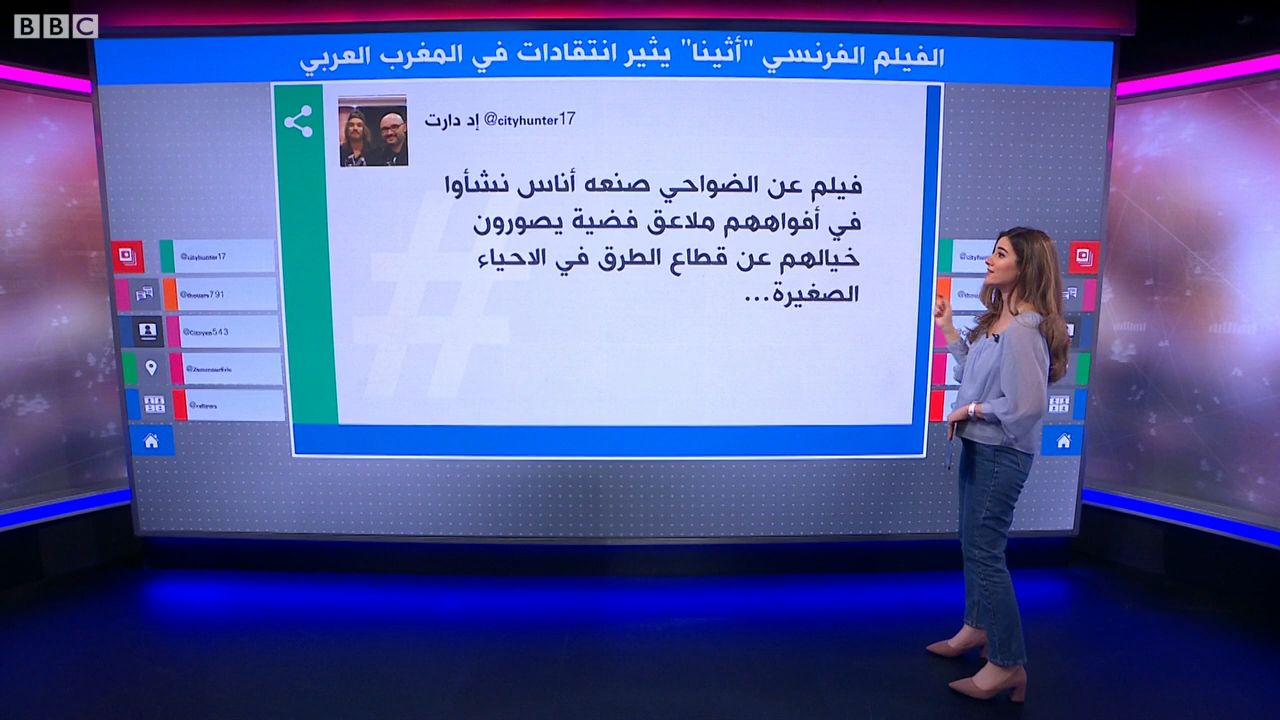 BBC
الفيلم الفرنسي "أثينا" يثير انتقادات في المغرب العربي
إد دارت @cityhunter17
فيلم عن الضواحي صنعه أناس نشأوا
في أفواههم ملاعق فضية يصورون
خيالهم عن قطاع الطرق في الاحياء
الصغيرة...
@cityhunter17
@Citoyen543